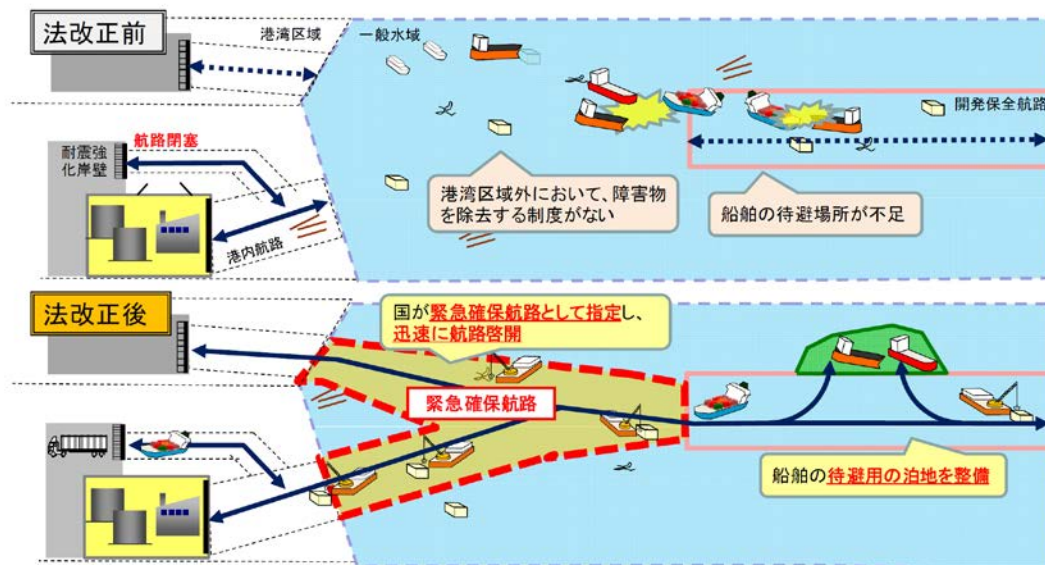 法改正前
港湾区域
一般水域
開発保全航路
航路閉塞
耐震強
化岸壁
港内航路
港湾区域外において、障害物
を除去する制度がない
船舶の待避場所が不足
法改正後
国が緊急確保航路として指定し、
迅速に航路啓開
緊急確保航路
船舶の待避用の泊地を整備